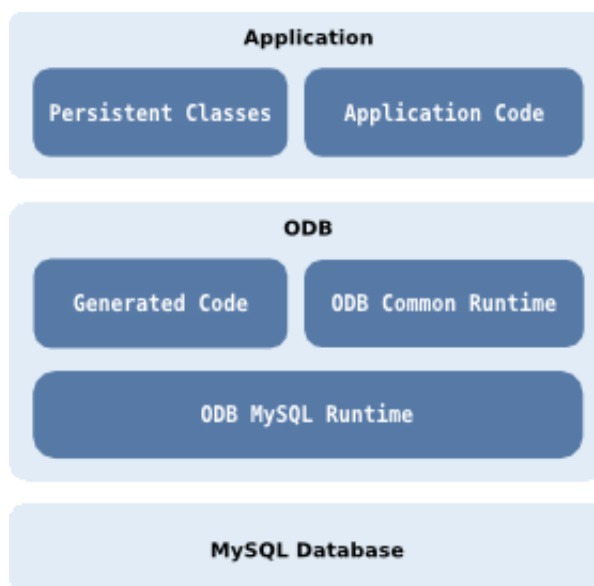 Application
Persistent Classes
Application Code
ODB
Generated Code
ODB Common Runtime
ODB MySQL Runtime
MySQL Database